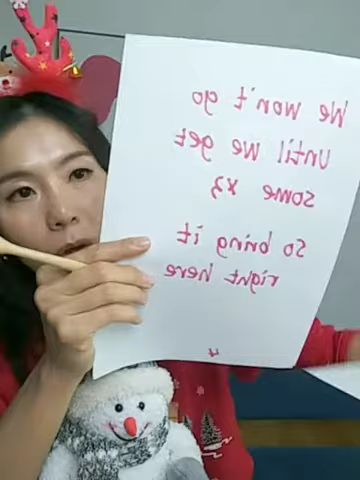 We won't go
Until we get
some x3
So bring it
right here